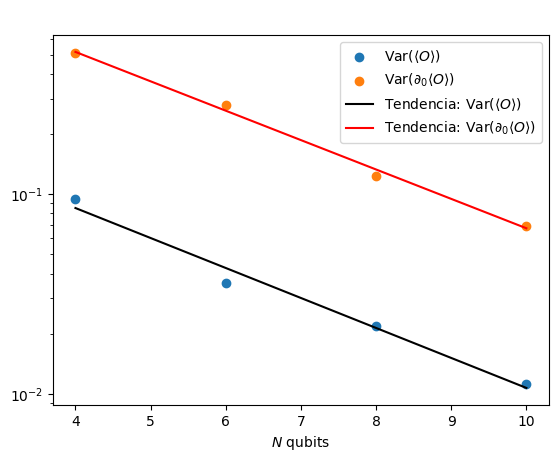 Var(⟨O⟩)
Var(∂₀⟨O⟩)
Tendencia: Var(⟨O⟩)
Tendencia: Var(∂₀⟨O⟩)
10⁻¹
10⁻²
4 5 6 7 8 9 10
N qubits